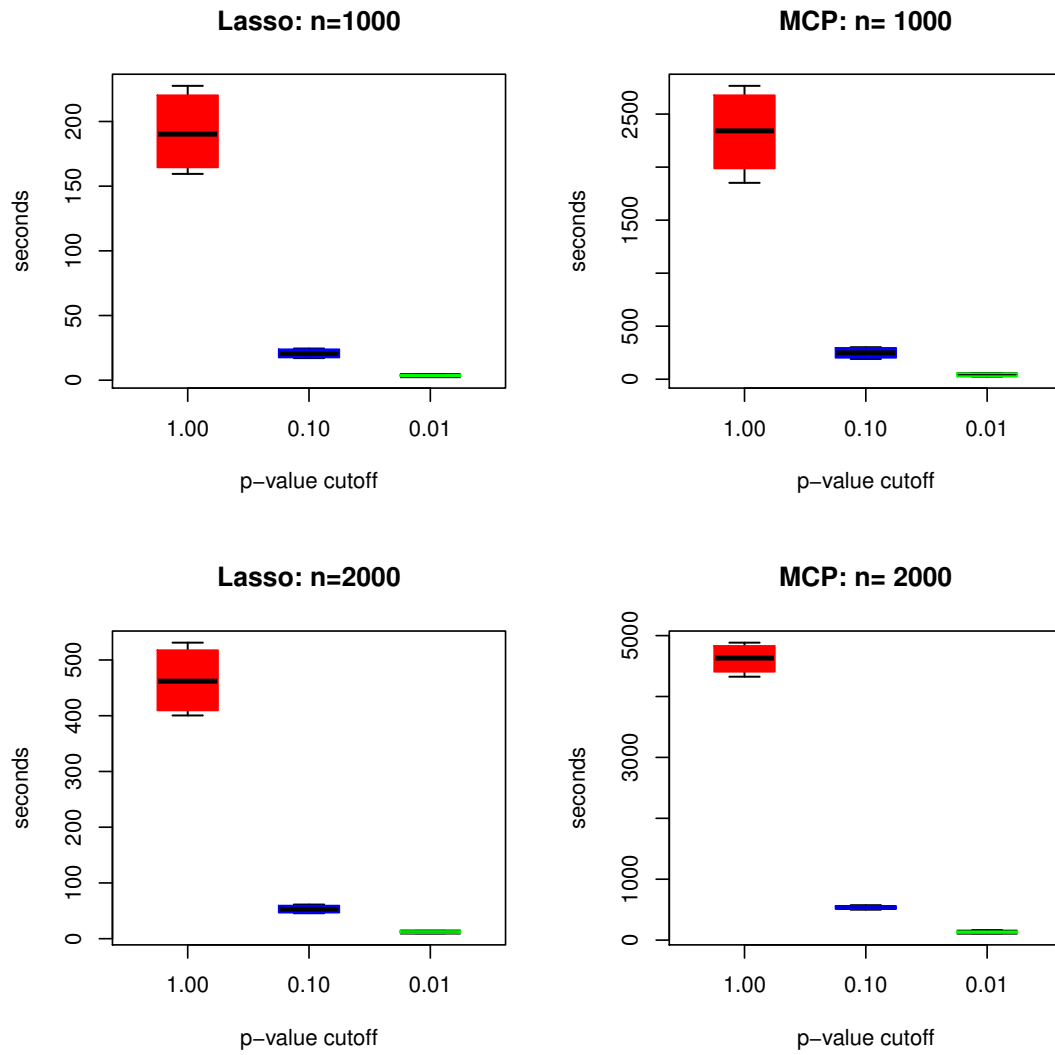 Lasso: n=1000
seconds
200
150
100
50
0
1.00 0.10 0.01
p−value cutoff
MCP: n= 1000
seconds
2500
1500
500
0
1.00 0.10 0.01
p−value cutoff
Lasso: n=2000
seconds
500
400
300
200
100
0
1.00 0.10 0.01
p−value cutoff
MCP: n= 2000
seconds
5000
3000
1000
0
1.00 0.10 0.01
p−value cutoff